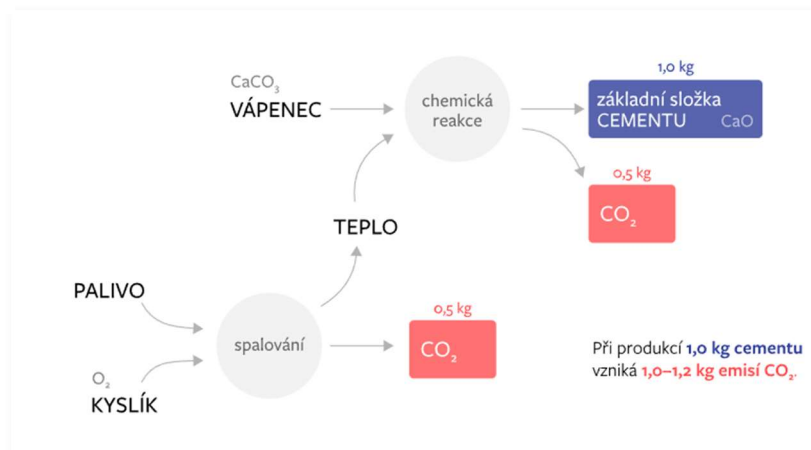 1,0 kg
CaCO₃
VÁPENEC
chemická
reakce
základní složka
CEMENTU CaO
0,5 kg
CO₂
TEPLO
PALIVO
spalování
0,5 kg
CO₂
O₂
KYSLÍK
Při produkcí 1,0 kg cementu
vzniká 1,0–1,2 kg emisí CO₂.